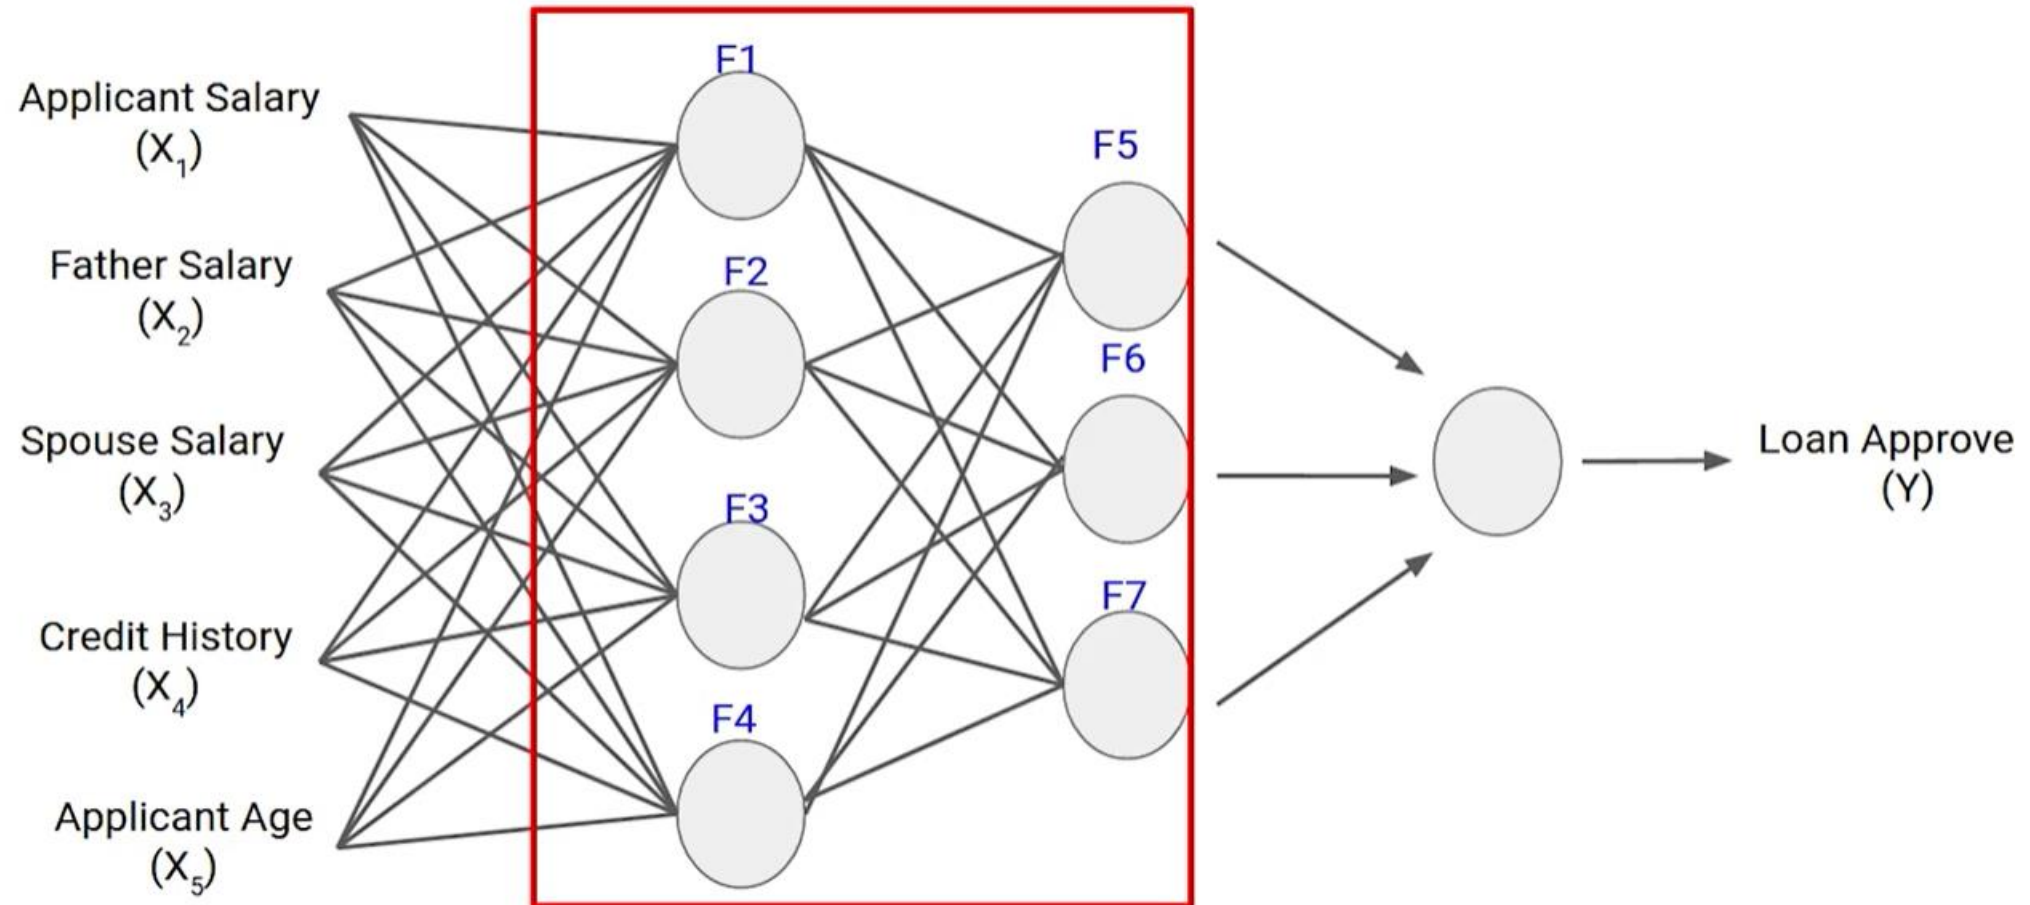 Applicant Salary
(X₁)
Father Salary
(X₂)
Spouse Salary
(X₃)
Credit History
(X₄)
Applicant Age
(X₅)
F1
F2
F3
F4
F5
F6
F7
Loan Approve
(Y)